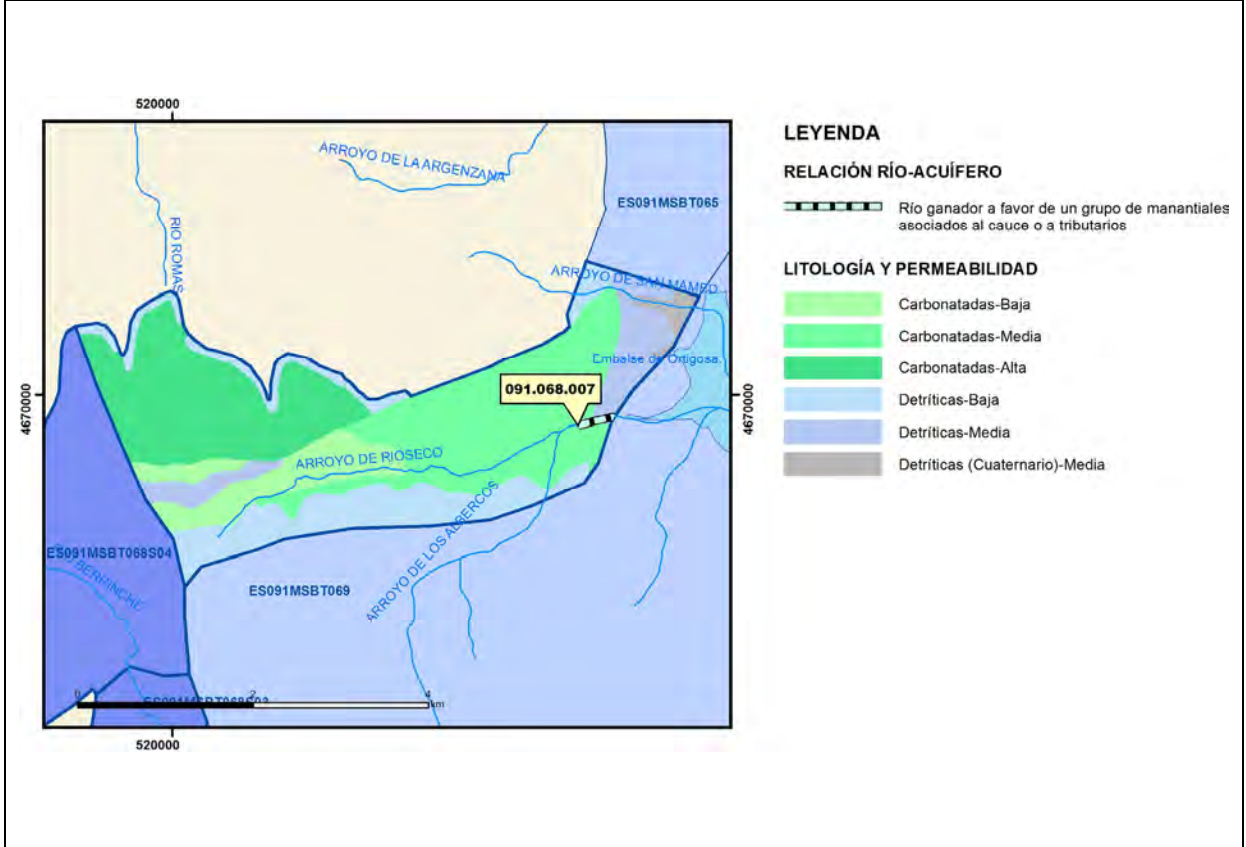 520000
ARROYO DE LA ARGENZANA
ES091MSBT065
RIO ROMAS
ARROYO DE SAN MAMED
Embalse de Ortigosa
4670000
091.068.007
4670000
ARROYO DE RIOSECO
ARROYO DE LOS ALBERCOS
ES091MSBT068S04
BERRINCHE
ES091MSBT069
0 2 4
km
520000
LEYENDA
RELACIÓN RÍO-ACUÍFERO
Río ganador a favor de un grupo de manantiales
asociados al cauce o a tributarios
LITOLOGÍA Y PERMEABILIDAD
Carbonatadas-Baja
Carbonatadas-Media
Carbonatadas-Alta
Detríticas-Baja
Detríticas-Media
Detríticas (Cuaternario)-Media